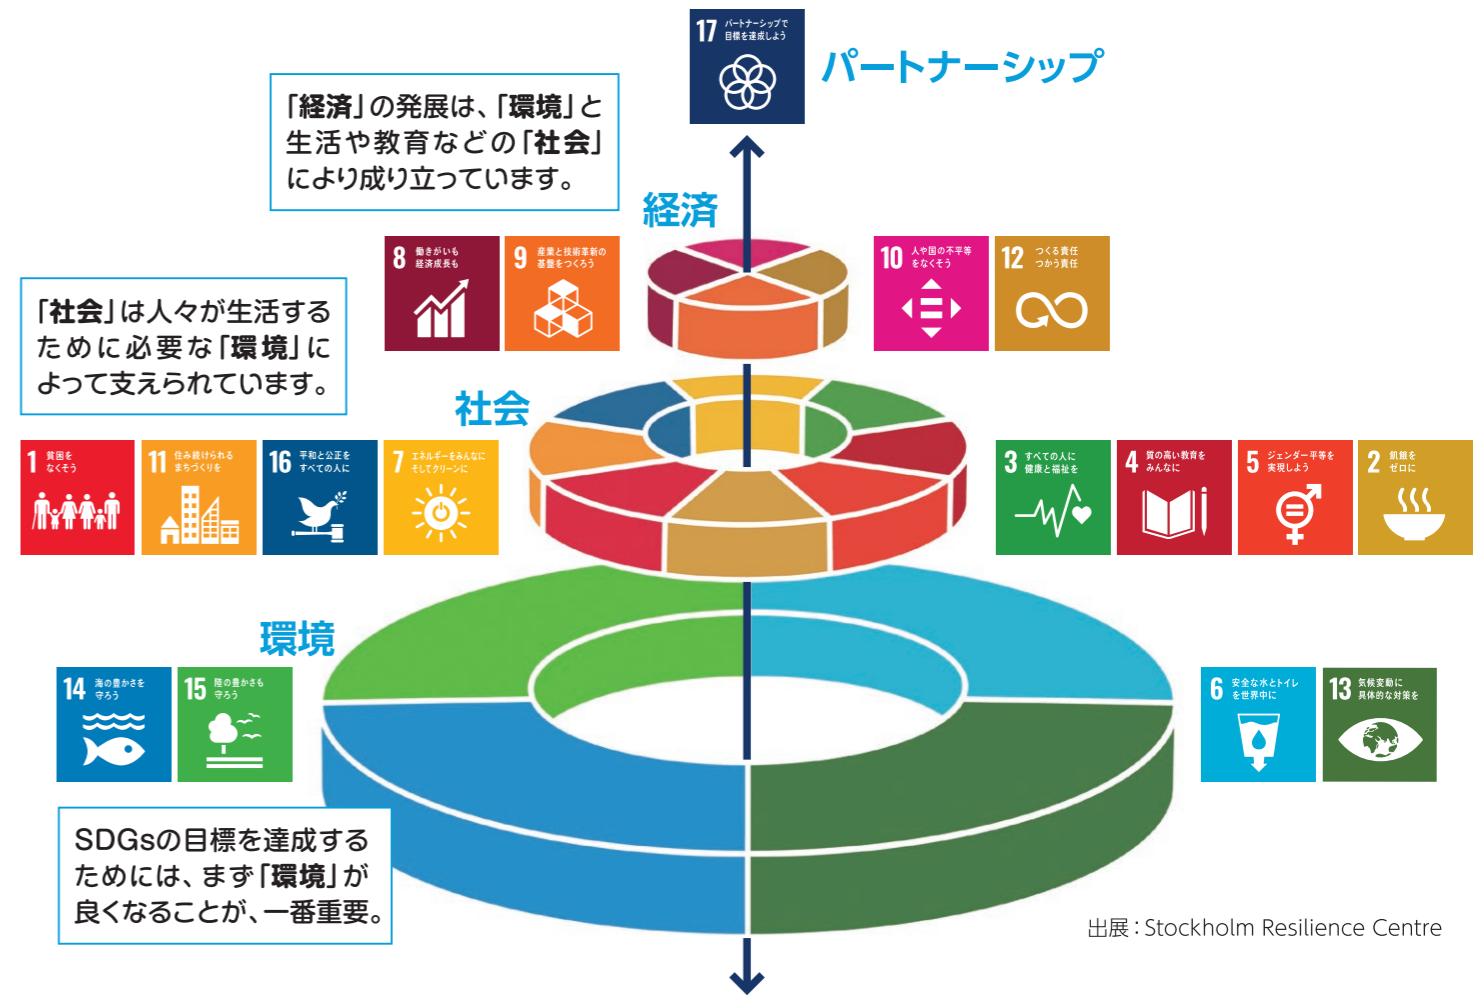 17 パートナーシップで
目標を達成しよう
パートナーシップ
「経済」の発展は、「環境」と
生活や教育などの「社会」
により成り立っています。
経済
8 働きがいも
経済成長も
9 産業と技術革新の
基盤をつくろう
10 人や国の不平等
をなくそう
12 つくる責任
つかう責任
「社会」は人々が生活する
ために必要な「環境」に
よって支えられています。
社会
1 貧困を
なくそう
11 住み続けられる
まちづくりを
16 平和と公正を
すべての人に
7 エネルギーをみんなに
そしてクリーンに
3 すべての人に
健康と福祉を
4 質の高い教育を
みんなに
5 ジェンダー平等を
実現しよう
2 飢餓を
ゼロに
環境
14 海の豊かさを
守ろう
15 陸の豊かさも
守ろう
6 安全な水とトイレ
を世界中に
13 気候変動に
具体的な対策を
SDGsの目標を達成する
ためには、まず「環境」が
良くなることが、一番重要。
出展：Stockholm Resilience Centre